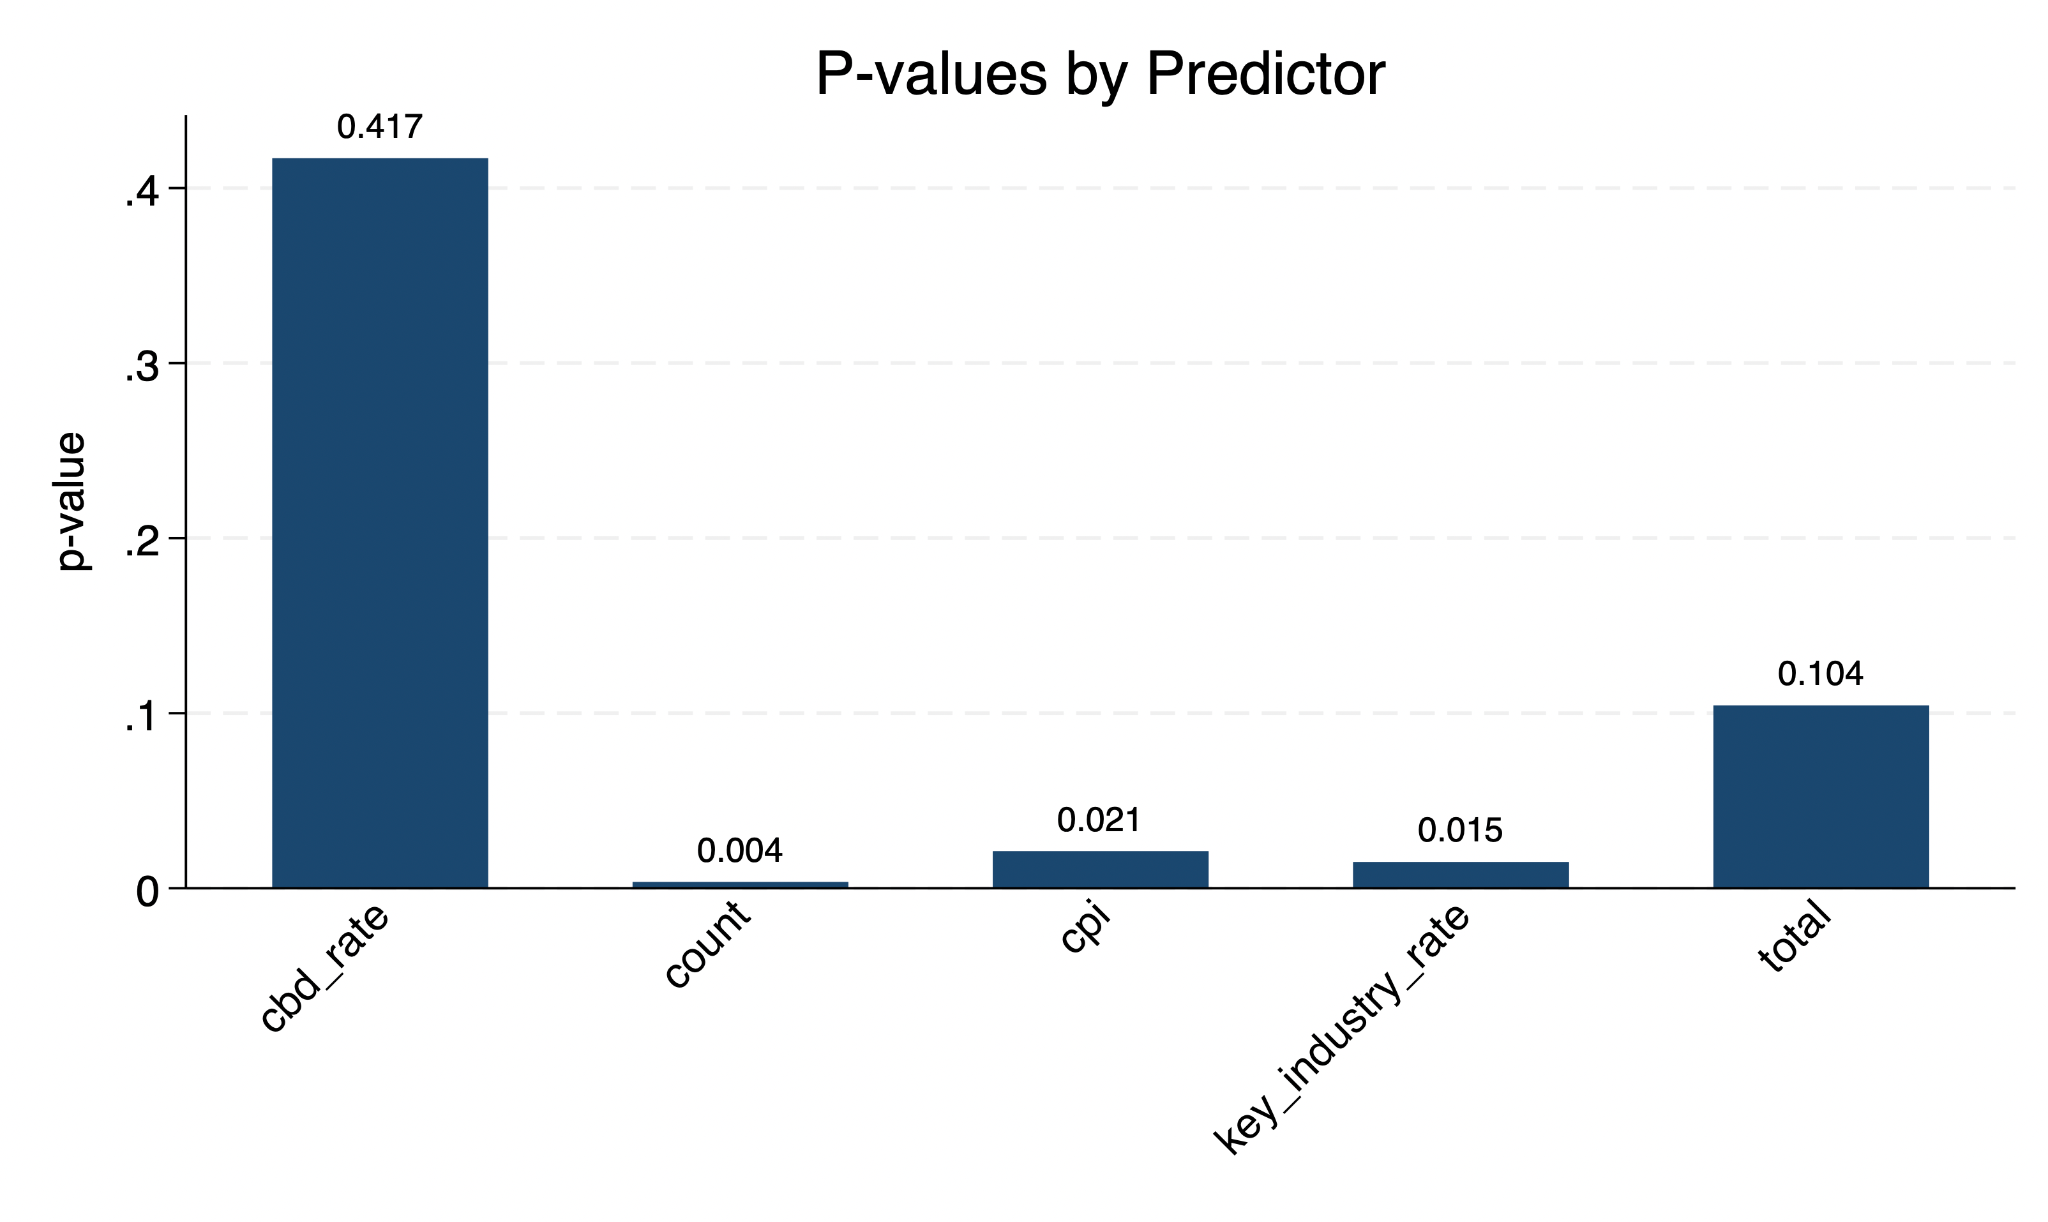 P-values by Predictor
p-value
.4
.3
.2
.1
0
0.417
0.004
0.021
0.015
0.104
cbd_rate
count
cpi
key_industry_rate
total